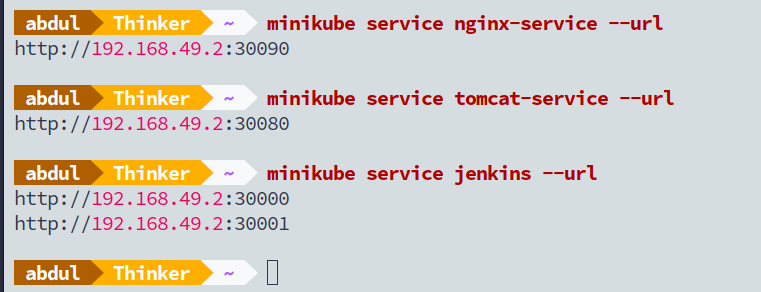 abdul Thinker ~ minikube service nginx-service --url
http://192.168.49.2:30090
abdul Thinker ~ minikube service tomcat-service --url
http://192.168.49.2:30080
abdul Thinker ~ minikube service jenkins --url
http://192.168.49.2:30000
http://192.168.49.2:30001
abdul Thinker ~